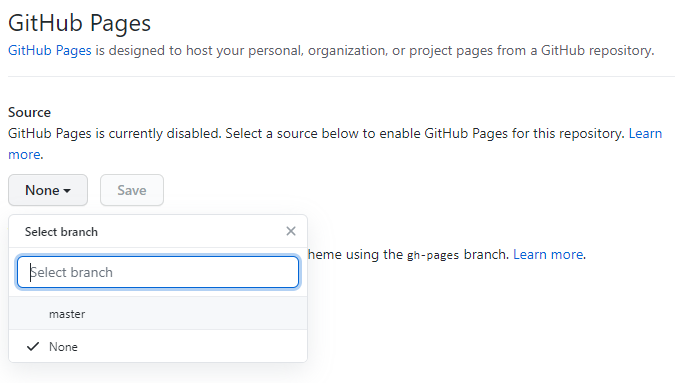 GitHub Pages
GitHub Pages is designed to host your personal, organization, or project pages from a GitHub repository.
Source
GitHub Pages is currently disabled. Select a source below to enable GitHub Pages for this repository. Learn
more.
None Save
Select branch
heme using the gh-pages branch. Learn more.
Select branch
master
None